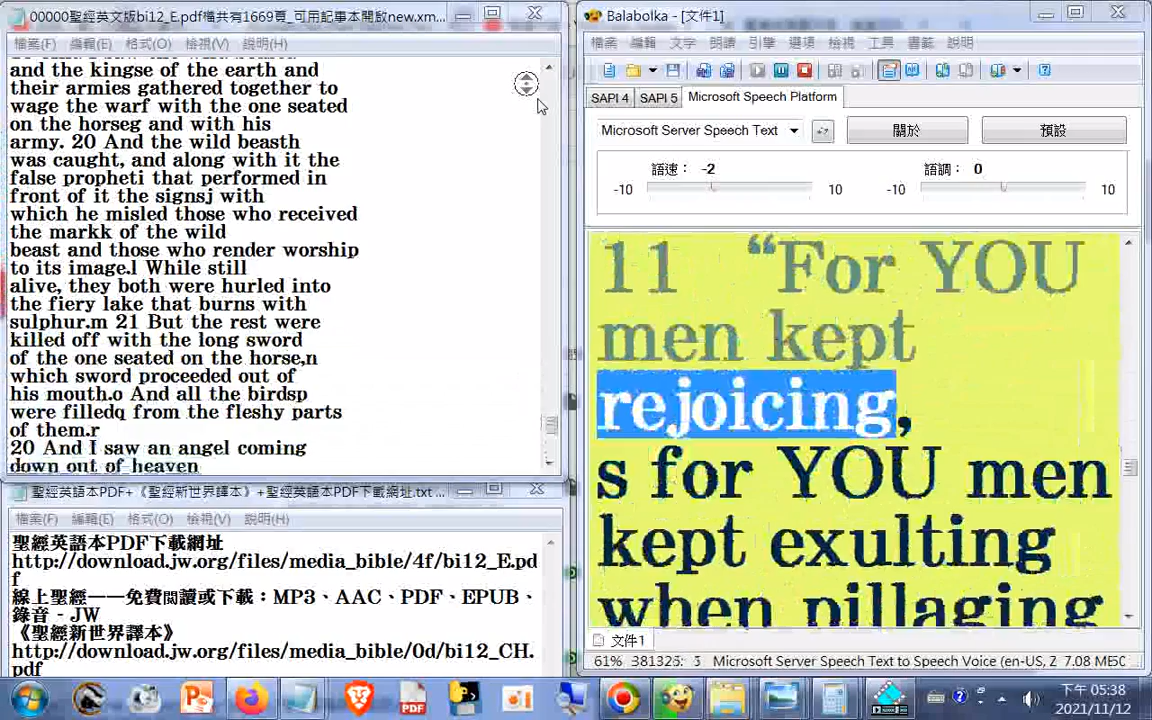 00000聖經英文版bi12_E.pdf檔共有1669頁_可用記事本開啟new.xm...
檔案(F) 編輯(E) 格式(O) 檢視(V) 說明(H)
and the kingse of the earth and
their armies gathered together to
wage the warf with the one seated
on the horseg and with his
army. 20 And the wild beasth
was caught, and along with it the
false propheti that performed in
front of it the signsj with
which he misled those who received
the markk of the wild
beast and those who render worship
to its image.l While still
alive, they both were hurled into
the fiery lake that burns with
sulphur.m 21 But the rest were
killed off with the long sword
of the one seated on the horse,n
which sword proceeded out of
his mouth.o And all the birdsp
were filledq from the fleshy parts
of them.r
20 And I saw an angel coming
down out of heaven
聖經英語本PDF+《聖經新世界譯本》+聖經英語本PDF下載網址.txt ...
檔案(F) 編輯(E) 格式(O) 檢視(V) 說明(H)
聖經英語本PDF下載網址
http://download.jw.org/files/media_bible/4f/bi12_E.pd
f
線上聖經——免費閱讀或下載：MP3、AAC、PDF、EPUB、
錄音 - JW
《聖經新世界譯本》
http://download.jw.org/files/media_bible/0d/bi12_CH.
pdf
Balabolka - [文件1]
檔案 編輯 文字 朗讀 引擎 選項 檢視 工具 書籤 說明
SAPI 4 SAPI 5 Microsoft Speech Platform
Microsoft Server Speech Text 關於 預設
語速： -2 語調： 0
-10 10 -10 10
11 “For YOU
men kept
rejoicing,
s for YOU men
kept exulting
when pillaging
文件1
61% Microsoft Server Speech Text to Speech Voice (en-US, Z
PDF
下午 05:38
2021/11/12